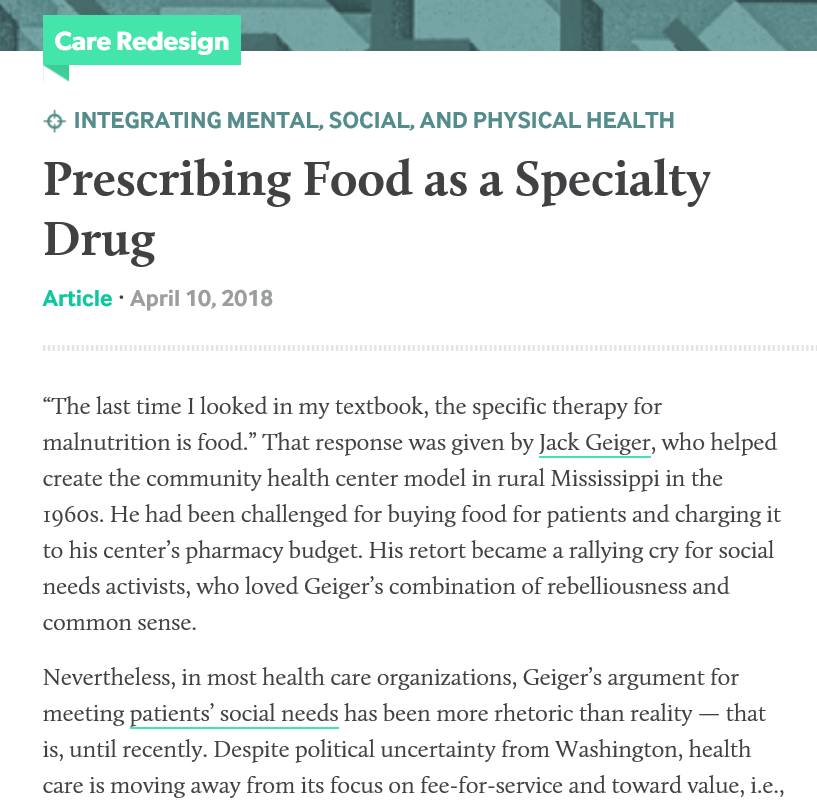 Care Redesign
INTEGRATING MENTAL, SOCIAL, AND PHYSICAL HEALTH
Prescribing Food as a Specialty
Drug
Article · April 10, 2018
“The last time I looked in my textbook, the specific therapy for
malnutrition is food.” That response was given by Jack Geiger, who helped
create the community health center model in rural Mississippi in the
1960s. He had been challenged for buying food for patients and charging it
to his center’s pharmacy budget. His retort became a rallying cry for social
needs activists, who loved Geiger’s combination of rebelliousness and
common sense.
Nevertheless, in most health care organizations, Geiger’s argument for
meeting patients’ social needs has been more rhetoric than reality — that
is, until recently. Despite political uncertainty from Washington, health
care is moving away from its focus on fee-for-service and toward value, i.e.,